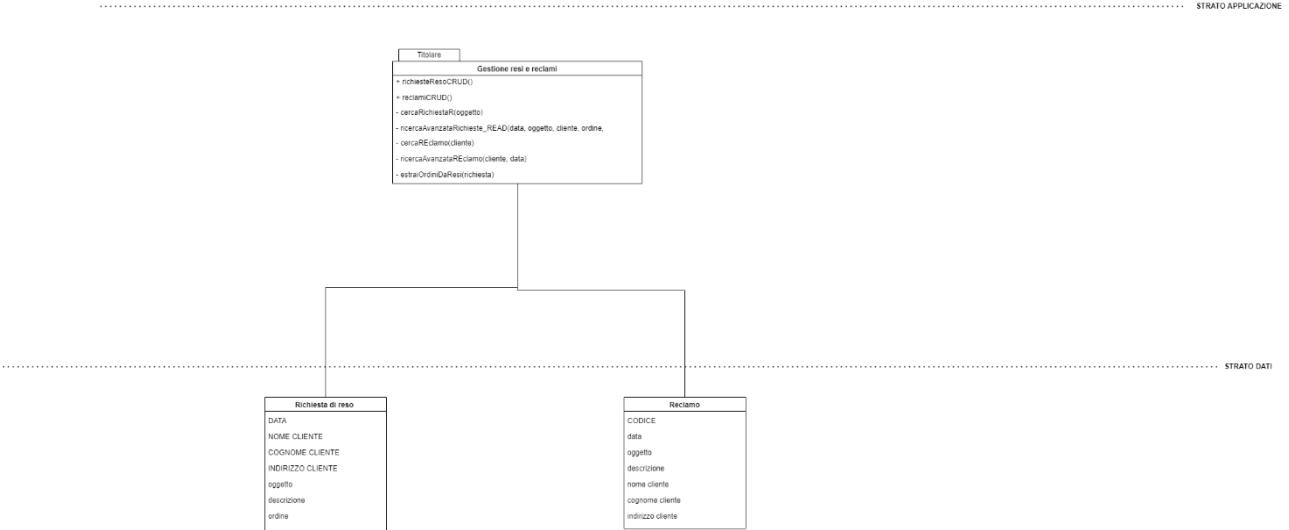 STRATO APPLICAZIONE
Titolare
Gestione resi e reclami
+ richiesteResoCRUD()
+ reclamiCRUD()
- cercaRichiestaR(oggetto)
- ricercaAvanzataRichieste_READ(data, oggetto, cliente, ordine,
- cercaREclamo(cliente)
- ricercaAvanzataREclamo(cliente, data)
- estraiOrdiniDaResi(richiesta)
STRATO DATI
Richiesta di reso
DATA
NOME CLIENTE
COGNOME CLIENTE
INDIRIZZO CLIENTE
oggetto
descrizione
ordine
Reclamo
CODICE
data
oggetto
descrizione
nome cliente
cognome cliente
indirizzo cliente